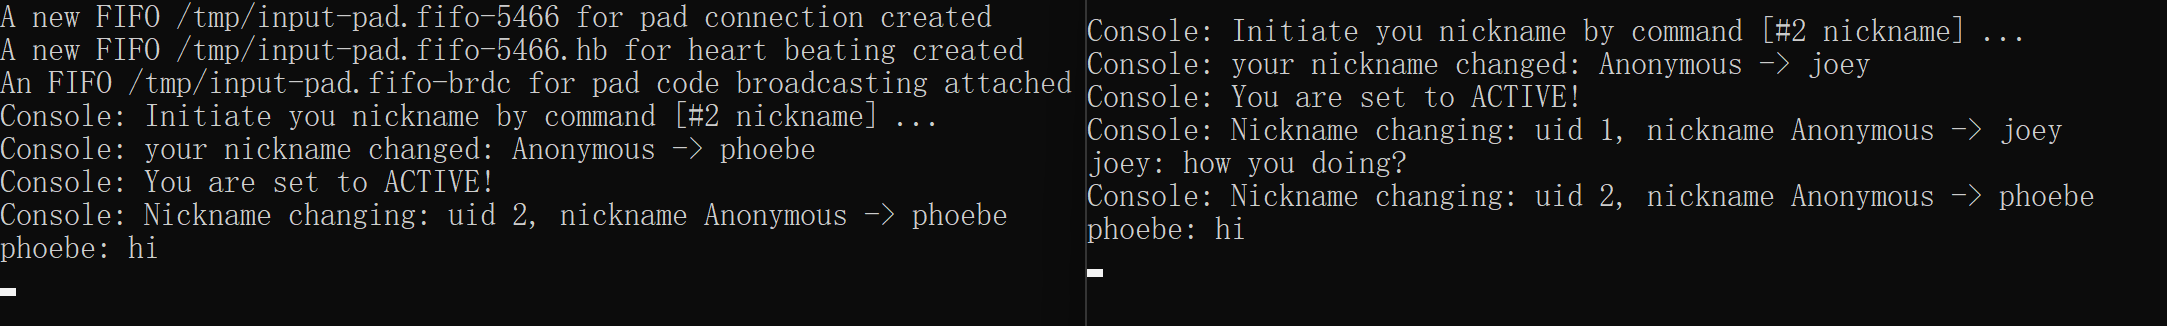 A new FIFO /tmp/input-pad.fifo-5466 for pad connection created
A new FIFO /tmp/input-pad.fifo-5466.hb for heart beating created
An FIFO /tmp/input-pad.fifo-brdc for pad code broadcasting attached
Console: Initiate you nickname by command [#2 nickname] ...
Console: your nickname changed: Anonymous -> phoebe
Console: You are set to ACTIVE!
Console: Nickname changing: uid 2, nickname Anonymous -> phoebe
phoebe: hi
Console: Initiate you nickname by command [#2 nickname] ...
Console: your nickname changed: Anonymous -> joey
Console: You are set to ACTIVE!
Console: Nickname changing: uid 1, nickname Anonymous -> joey
joey: how you doing?
Console: Nickname changing: uid 2, nickname Anonymous -> phoebe
phoebe: hi